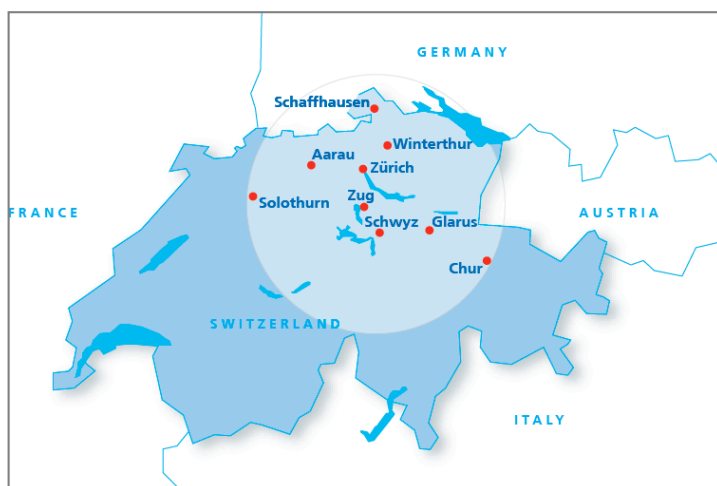 GERMANY
Schaffhausen
Winterthur
Aarau
Zürich
Zug
Solothurn
FRANCE
AUSTRIA
Schwyz
Glarus
Chur
SWITZERLAND
ITALY